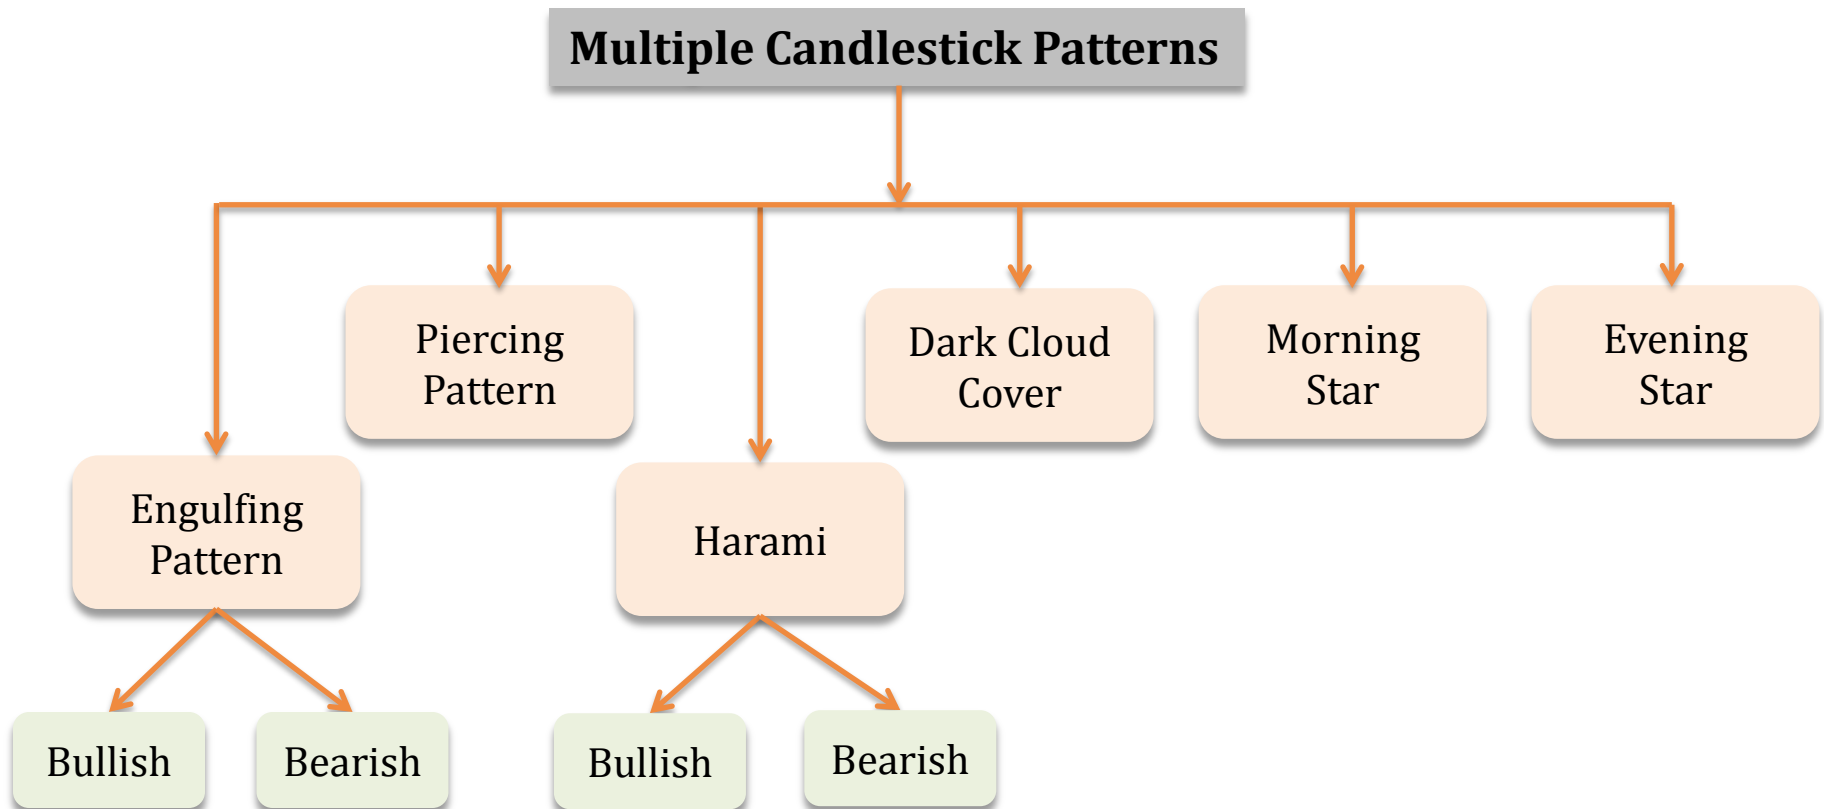 Multiple Candlestick Patterns
Piercing
Pattern
Dark Cloud
Cover
Morning
Star
Evening
Star
Engulfing
Pattern
Harami
Bullish
Bearish
Bullish
Bearish